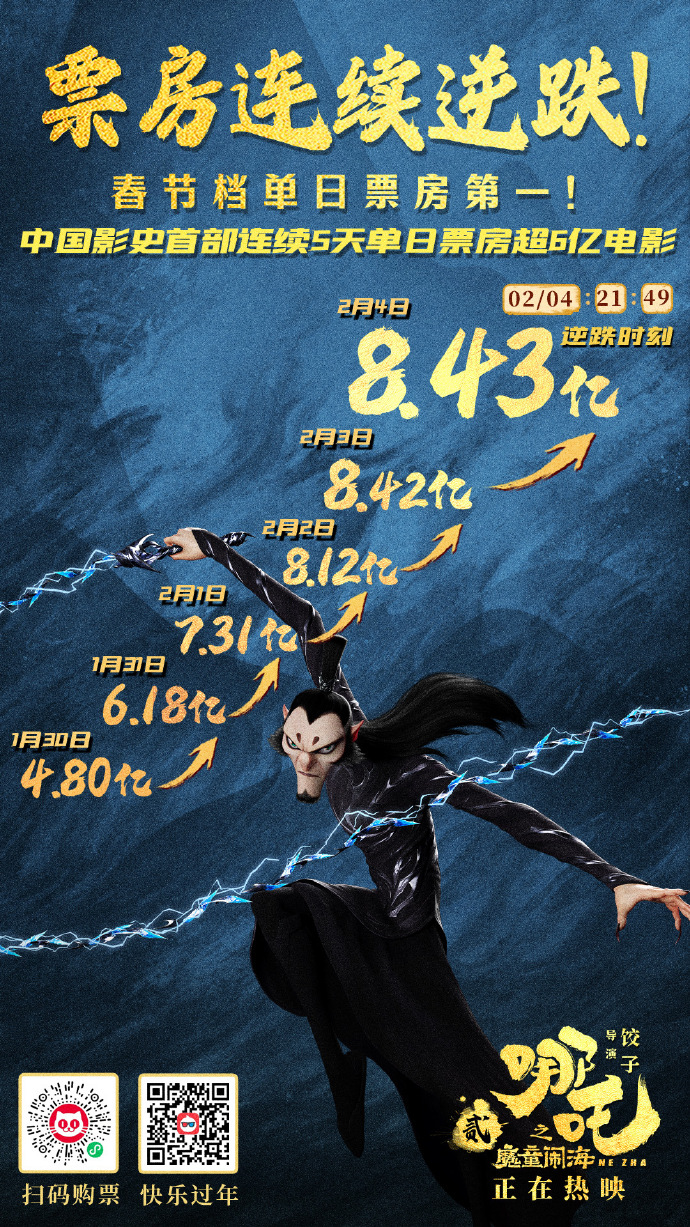 票房连续逆跌!
春节档单日票房第一!
中国影史首部连续5天单日票房超6亿电影
02/04:21:49
逆跌时刻
2月4日
8.43亿
2月3日
8.42亿
2月2日
8.12亿
2月1日
7.31亿
1月31日
6.18亿
1月30日
4.80亿
导演 饺子
哪吒
贰 之
魔童闹海 NE ZHA
正在热映
扫码购票
快乐过年